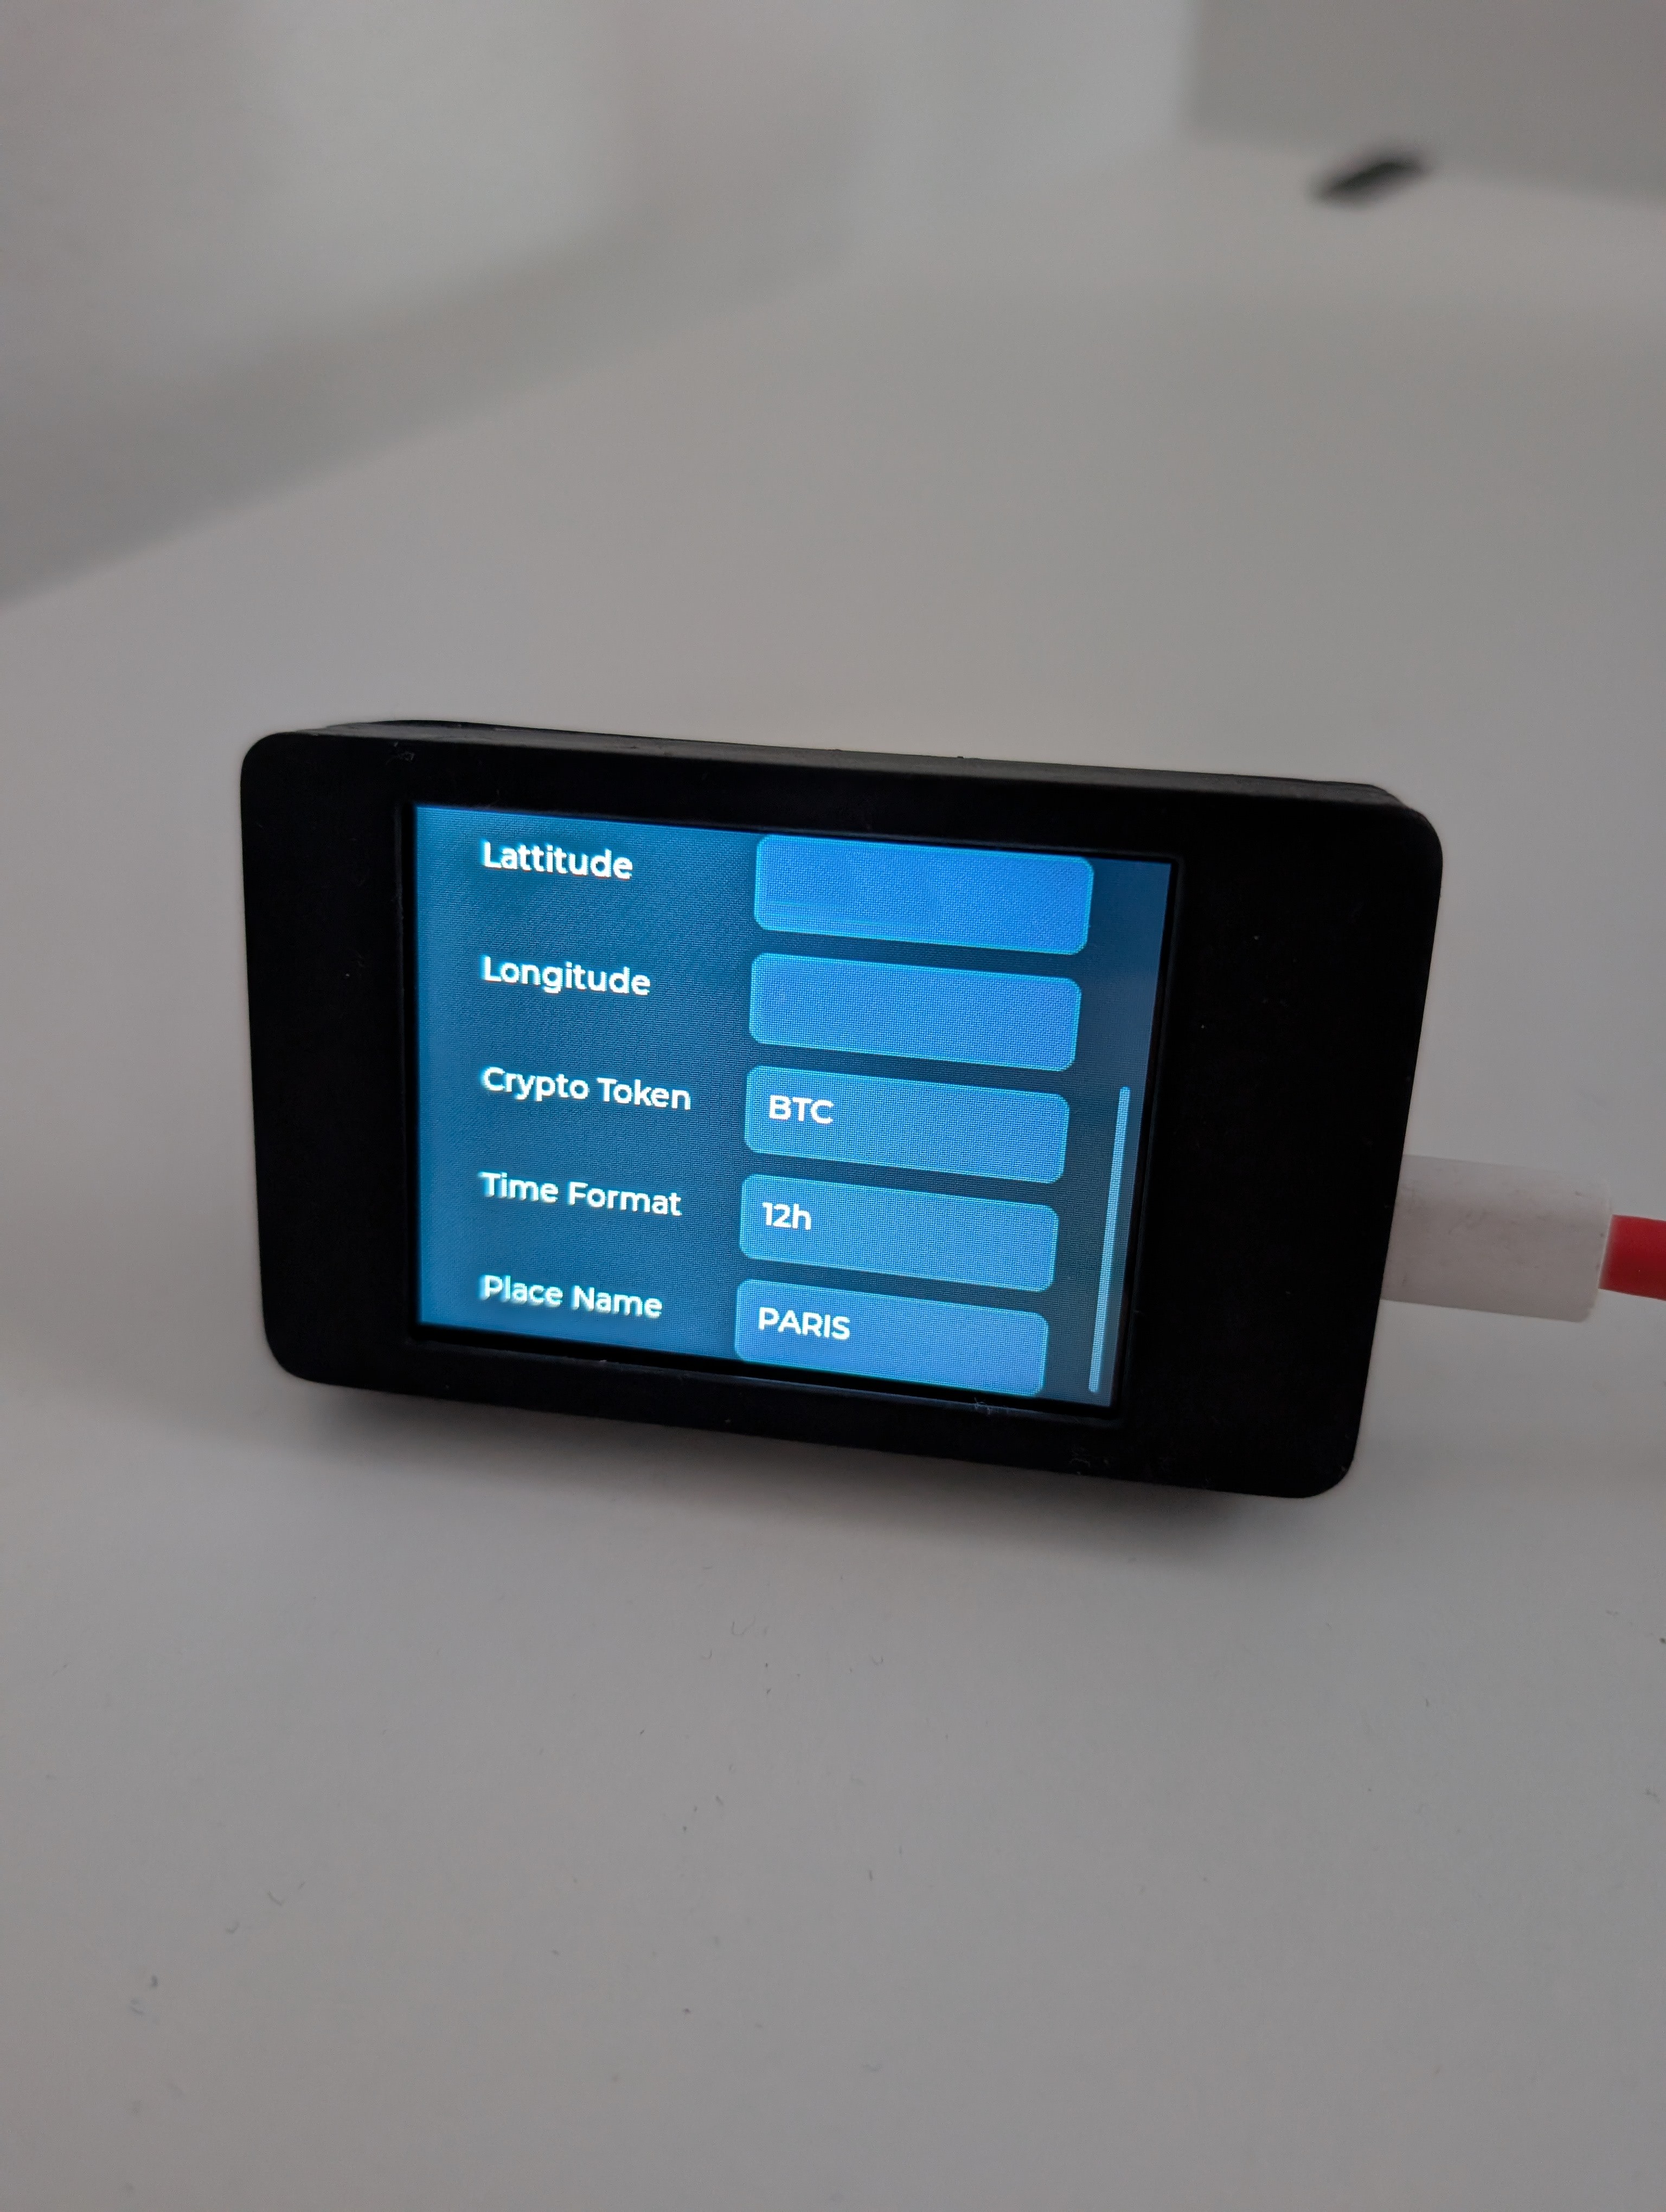 Lattitude
Longitude
Crypto Token BTC
Time Format 12h
Place Name PARIS